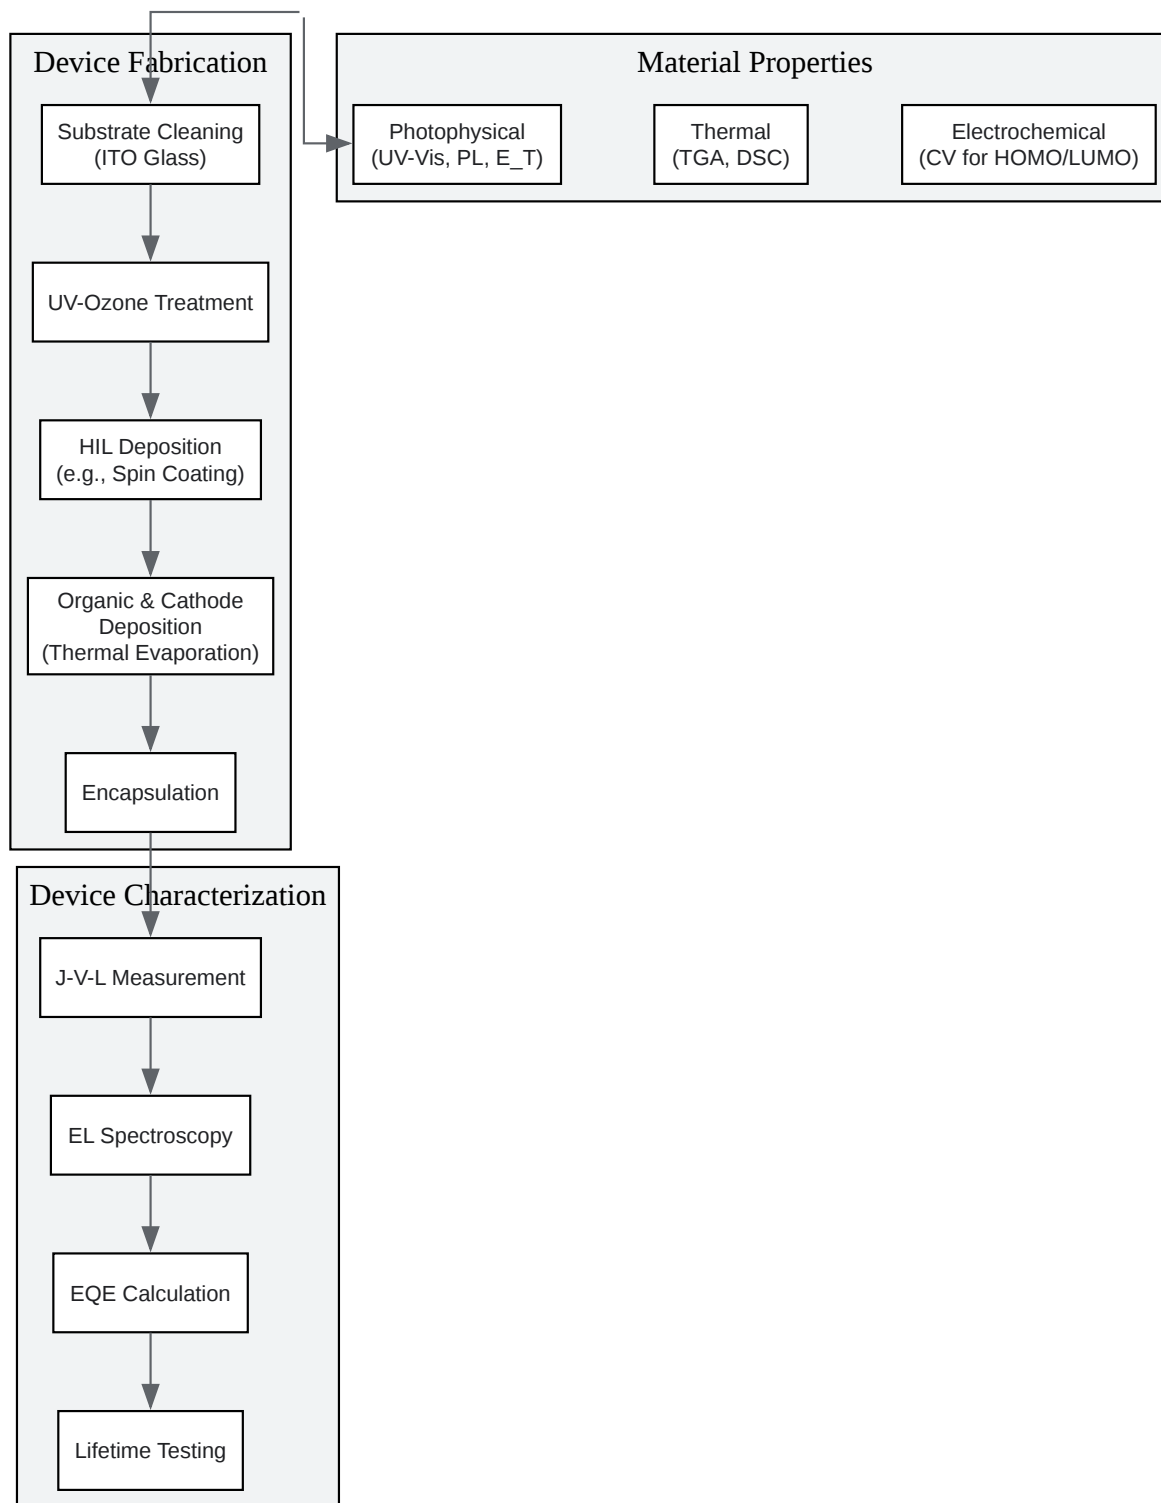 Device Fabrication
Substrate Cleaning
(ITO Glass)
UV-Ozone Treatment
HIL Deposition
(e.g., Spin Coating)
Organic & Cathode
Deposition
(Thermal Evaporation)
Encapsulation
Material Properties
Photophysical
(UV-Vis, PL, E_T)
Thermal
(TGA, DSC)
Electrochemical
(CV for HOMO/LUMO)
Device Characterization
J-V-L Measurement
EL Spectroscopy
EQE Calculation
Lifetime Testing